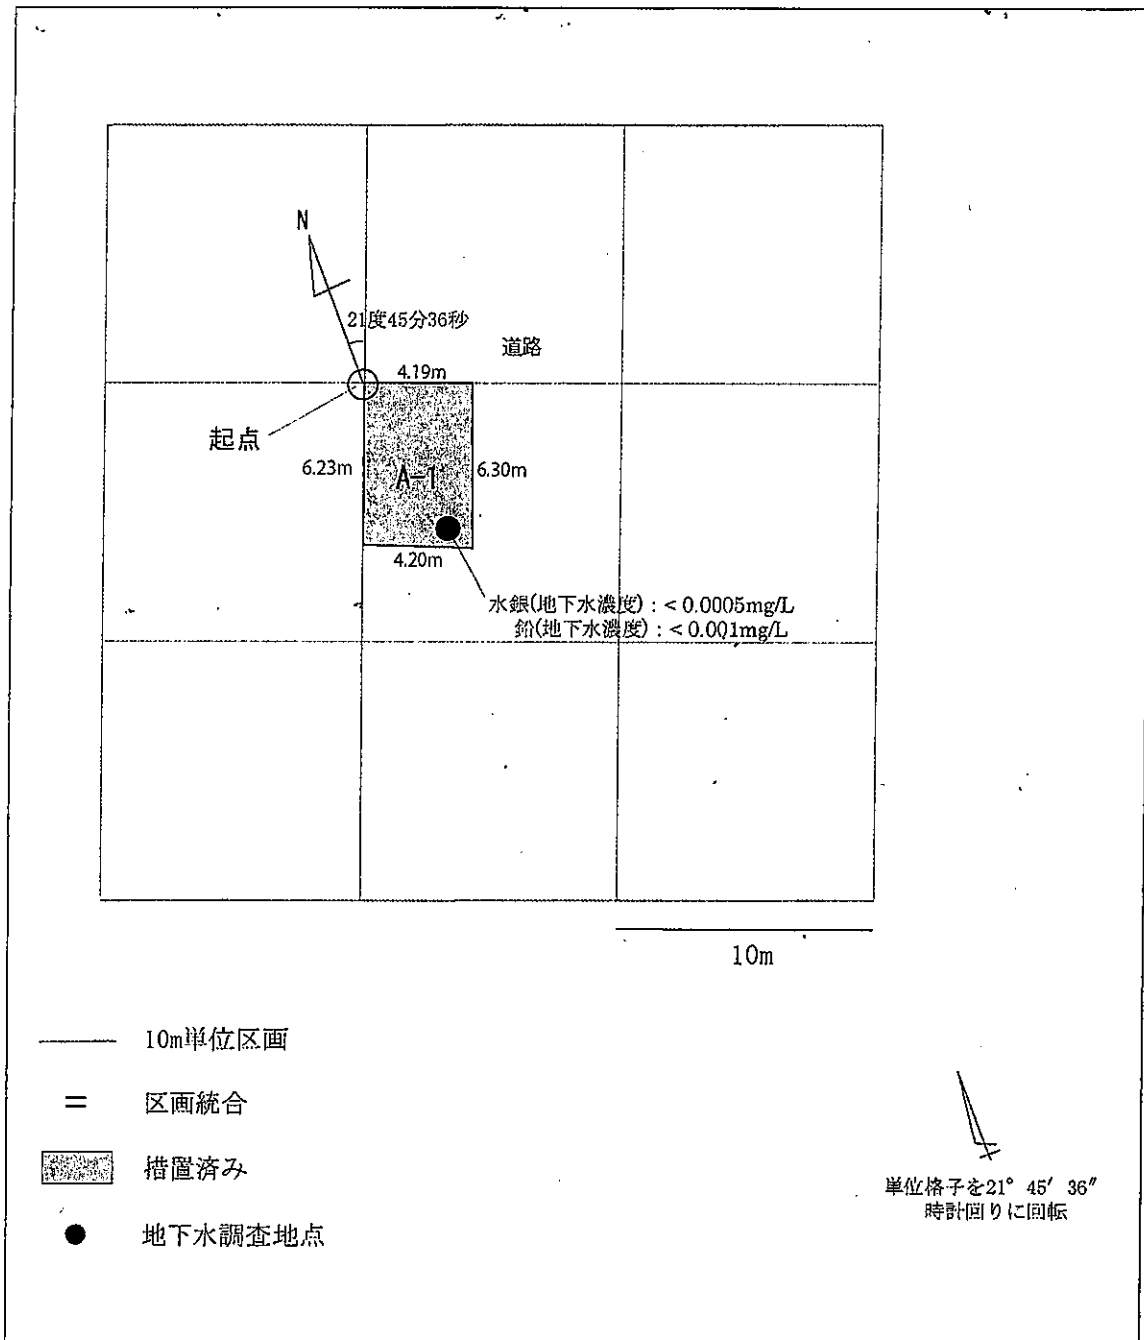 N
21度45分36秒
道路
4.19m
起点
6.23m
A-1
6.30m
4.20m
水銀(地下水濃度)：< 0.0005mg/L
鉛(地下水濃度)：< 0.001mg/L
10m
10m単位区画
= 区画統合
措置済み
地下水調査地点
単位格子を21° 45′ 36″
時計回りに回転